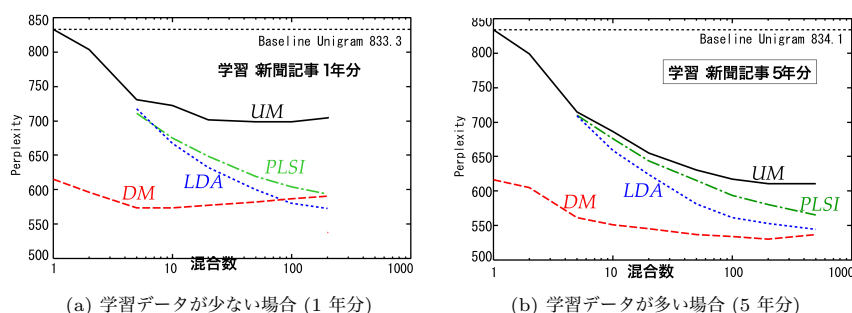 850
Baseline Unigram 833.3
800
学習 :新聞記事 1年分
750
700
UM
650
PLSI
LDA
600
DM
550
500
Perplexity
1
10
100
1000
混合数
(a) 学習データが少ない場合 (1 年分)
850
Baseline Unigram 834.1
800
学習 :新聞記事 5年分
750
700
650
UM
LDA
600
DM
PLSI
550
500
Perplexity
1
10
100
1000
混合数
(b) 学習データが多い場合 (5 年分)